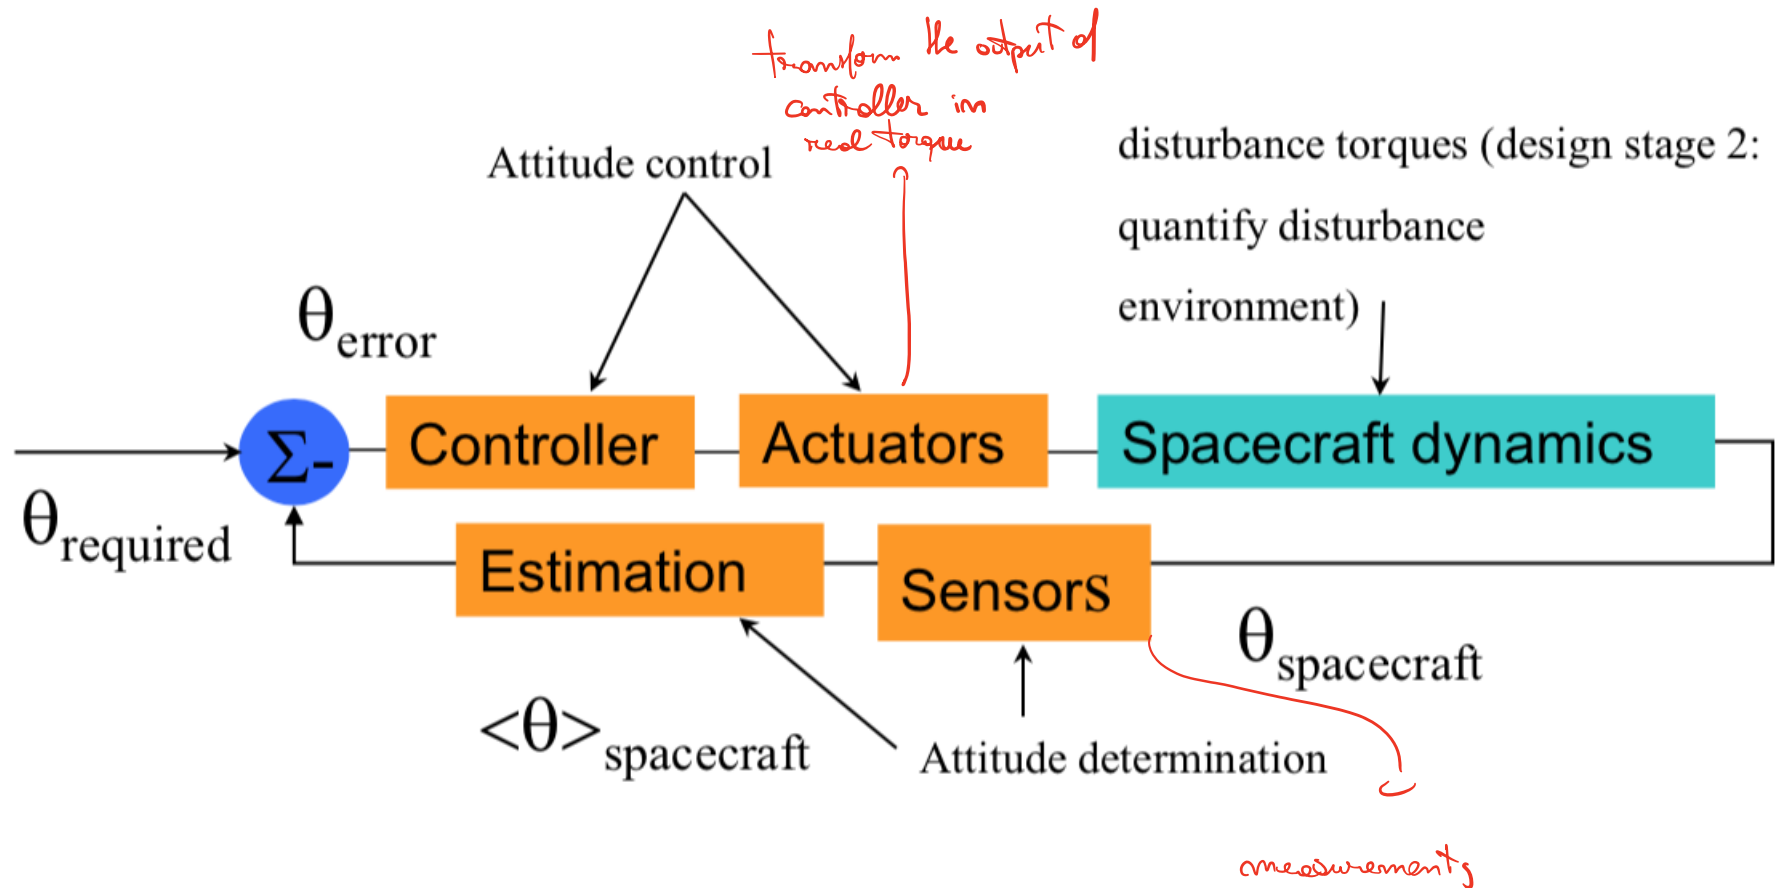 transform the output of
controller in
real torque
Attitude control
disturbance torques (design stage 2:
quantify disturbance
environment)
θerror
Σ-
Controller
Actuators
Spacecraft dynamics
θrequired
Estimation
Sensors
θspacecraft
<θ>spacecraft
Attitude determination
measurements